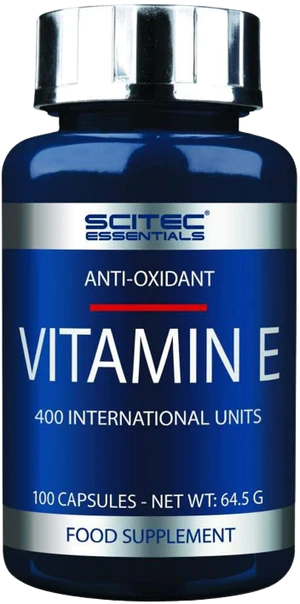 SCITEC®
ESSENTIALS
ANTI-OXIDANT
VITAMIN E
400 INTERNATIONAL UNITS
100 CAPSULES - NET WT: 64.5 G
FOOD SUPPLEMENT